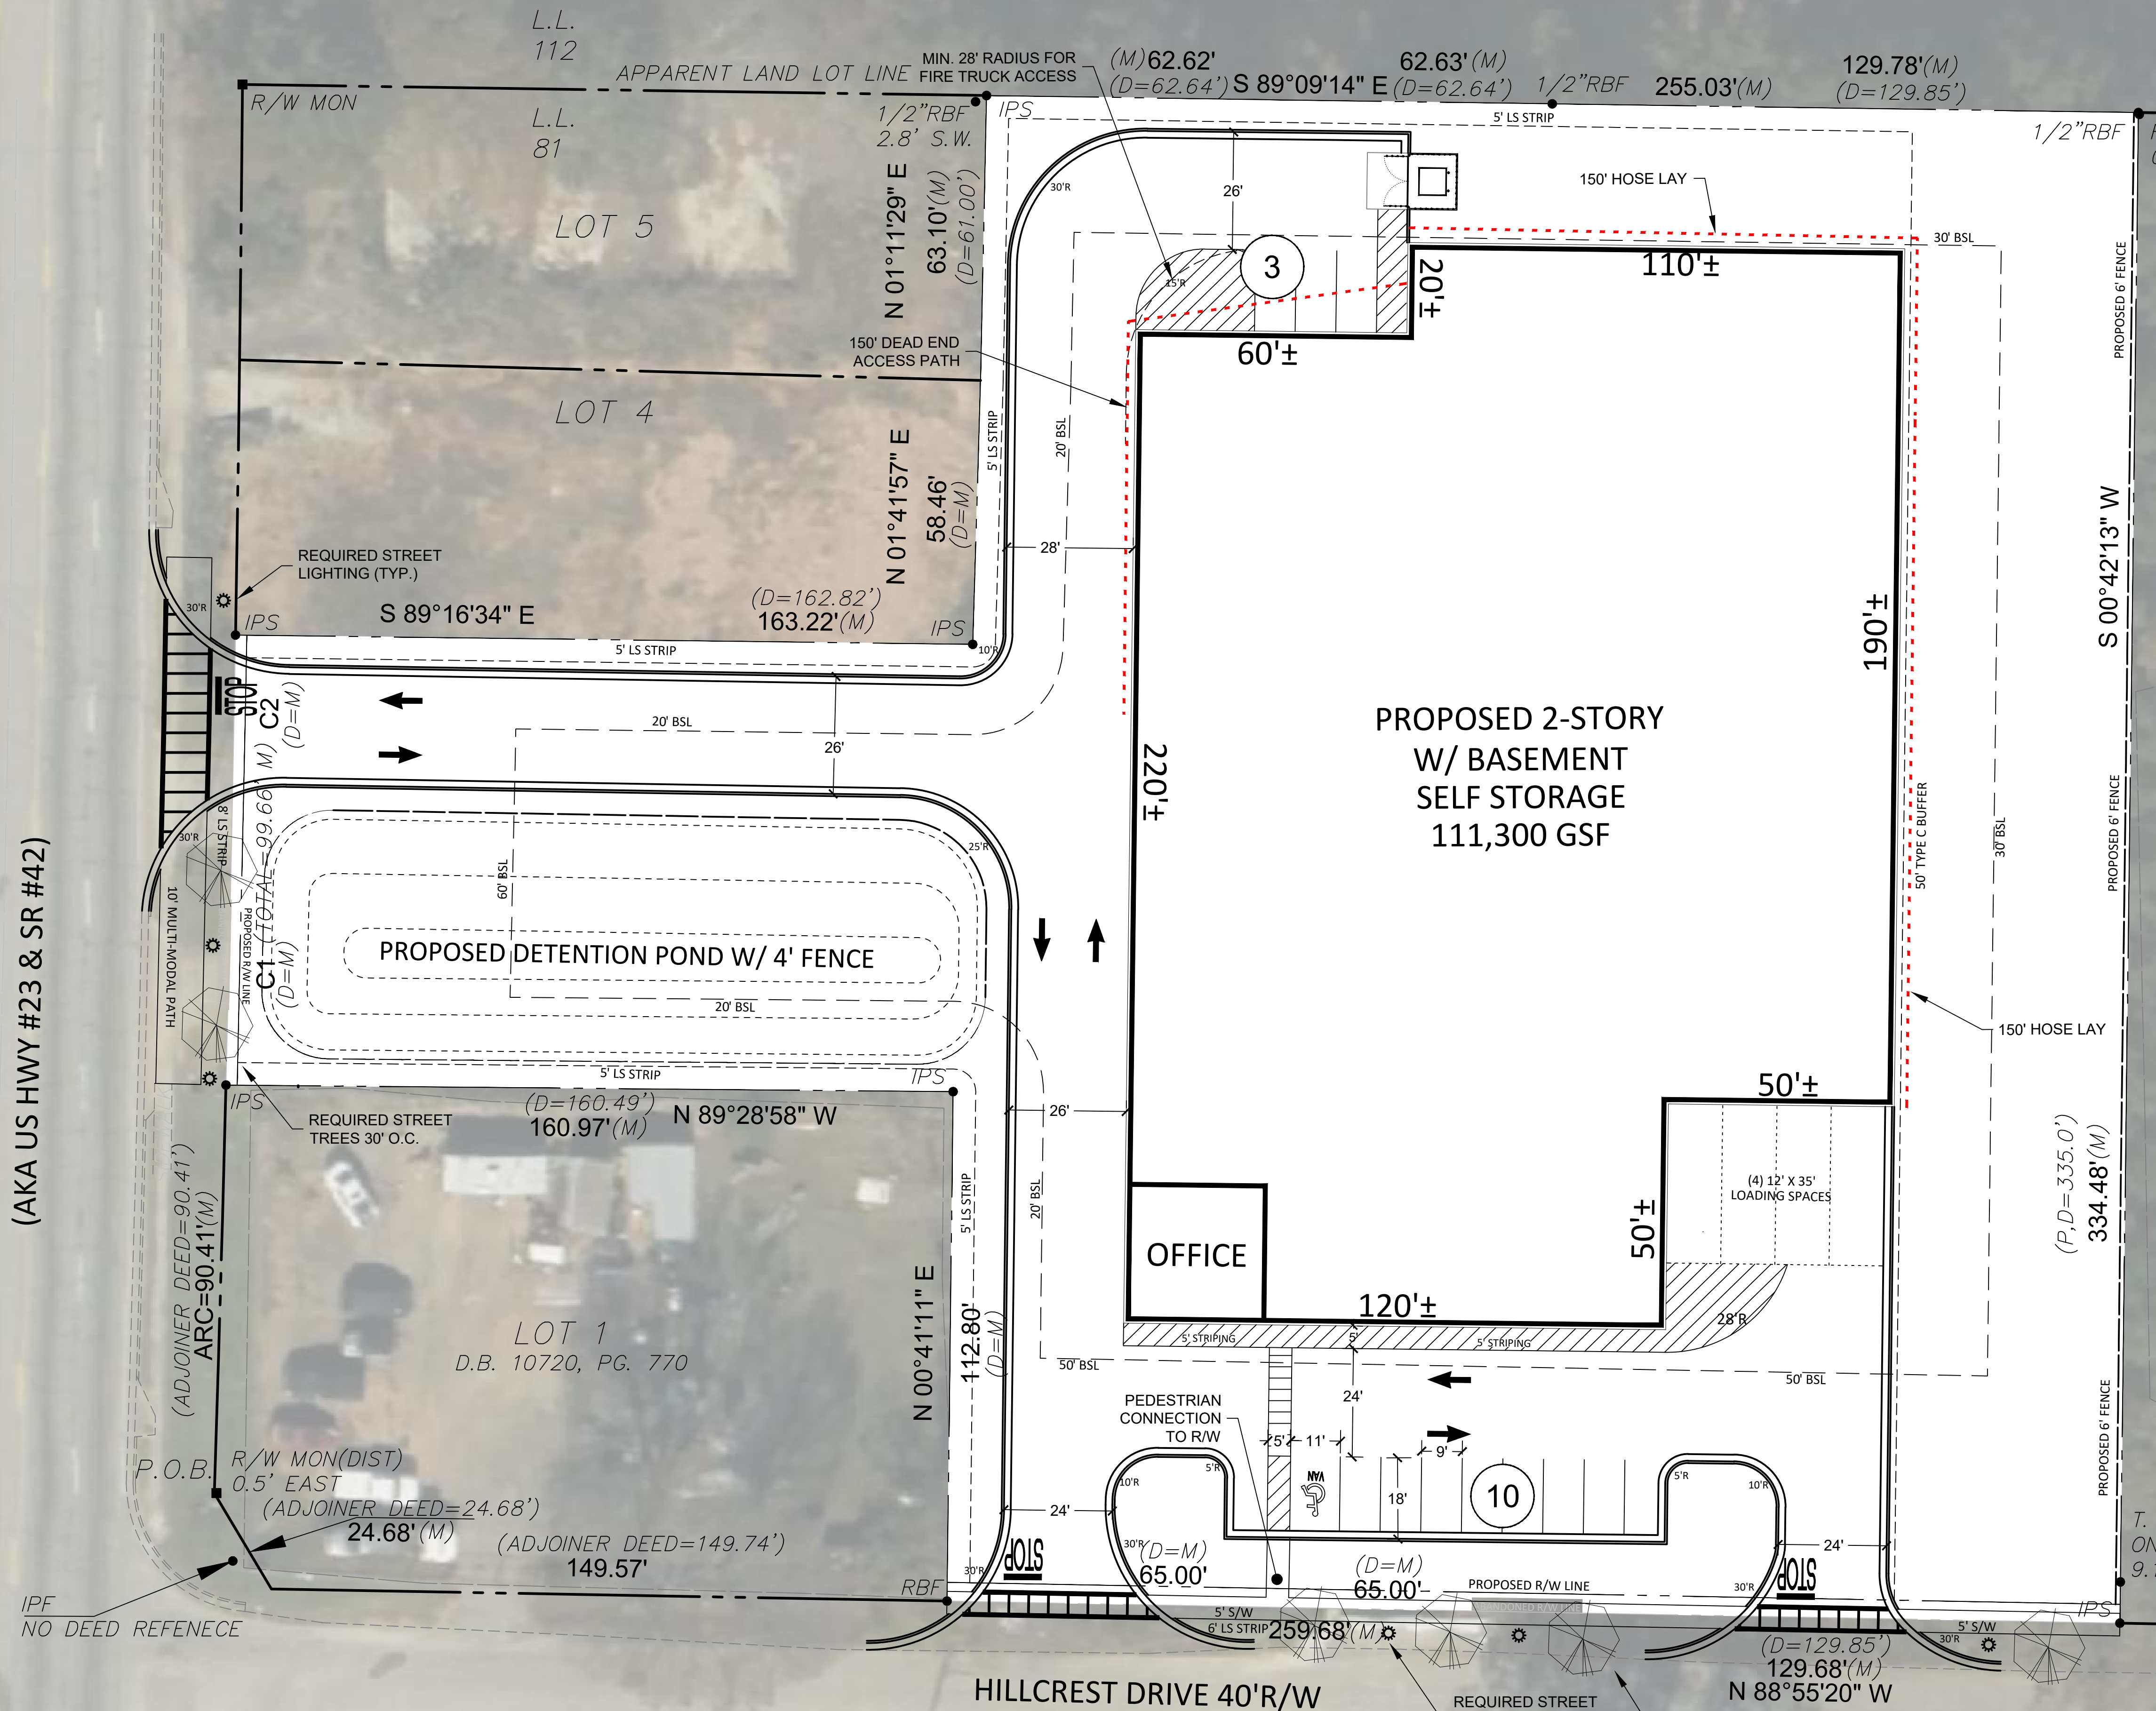 L.L.
112
APPARENT LAND LOT LINE
MIN. 28' RADIUS FOR
FIRE TRUCK ACCESS
(M)62.62'
(D=62.64')
S 89°09'14" E
62.63'(M)
(D=62.64')
1/2"RBF
255.03'(M)
129.78'(M)
(D=129.85')
R/W MON
L.L.
81
1/2"RBF
2.8' S.W.
IPS
5' LS STRIP
1/2"RBF
LOT 5
N 01°11'29" E
63.10'(M)
(D=61.00')
30'R
26'
150' HOSE LAY
30' BSL
PROPOSED 6' FENCE
15'R
3
20'±
110'±
60'±
150' DEAD END
ACCESS PATH
LOT 4
5' LS STRIP
20' BSL
N 01°41'57" E
58.46'
(D=M)
28'
S 00°42'13" W
REQUIRED STREET
LIGHTING (TYP.)
30'R
IPS
S 89°16'34" E
(D=162.82')
163.22'(M)
IPS
10'R
5' LS STRIP
190'±
STOP
C2
(D=M)
20' BSL
26'
220'±
PROPOSED 2-STORY
W/ BASEMENT
SELF STORAGE
111,300 GSF
(TOTAL=99.66' M)
30'R
8' LS STRIP
25'R
60' BSL
50' TYPE C BUFFER
30' BSL
PROPOSED 6' FENCE
(AKA US HWY #23 & SR #42)
10' MULTI-MODAL PATH
PROPOSED R/W LINE
C1
(D=M)
PROPOSED DETENTION POND W/ 4' FENCE
20' BSL
150' HOSE LAY
5' LS STRIP
IPS
IPS
REQUIRED STREET
TREES 30' O.C.
(D=160.49')
160.97'(M)
N 89°28'58" W
26'
50'±
(ADJOINER DEED=90.41')
ARC=90.41'(M)
5' LS STRIP
20' BSL
(4) 12' X 35'
LOADING SPACES
(P,D=335.0')
334.48'(M)
50'±
OFFICE
LOT 1
D.B. 10720, PG. 770
N 00°41'11" E
112.80'
(D=M)
120'±
28'R
5' STRIPING
5'
5' STRIPING
50' BSL
50' BSL
24'
PEDESTRIAN
CONNECTION
TO R/W
5'
11'
9'
PROPOSED 6' FENCE
P.O.B.
R/W MON(DIST)
0.5' EAST
(ADJOINER DEED=24.68')
24.68'(M)
(ADJOINER DEED=149.74')
149.57'
10'R
5'R
VAN
18'
10
5'R
10'R
24'
24'
T.
ON
9.1
STOP
30'R
30'R
(D=M)
65.00'
(D=M)
65.00'
PROPOSED R/W LINE
30'R
STOP
RBF
IPF
NO DEED REFENECE
ABANDONED R/W LINE
IPS
5' S/W
6' LS STRIP
259.68'(M)
5' S/W
30'R
(D=129.85')
129.68'(M)
N 88°55'20" W
HILLCREST DRIVE 40'R/W
REQUIRED STREET